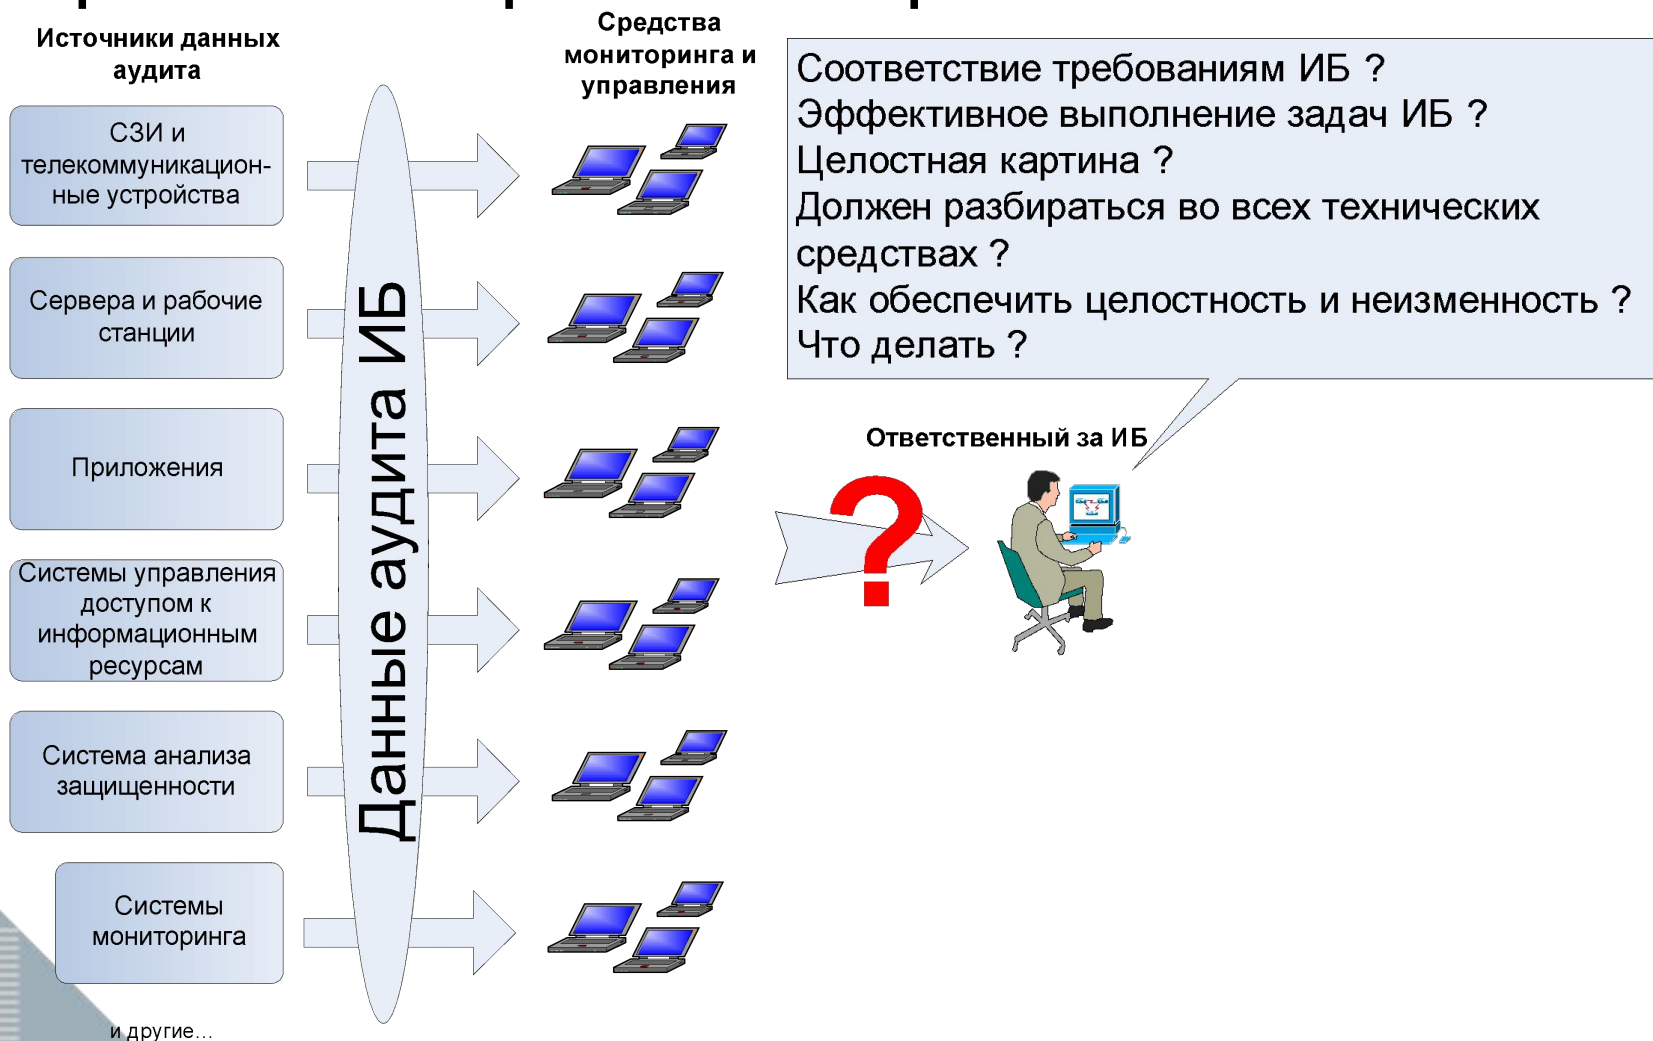 Источники данных
аудита
Средства
мониторинга и
управления
СЗИ и
телекоммуникацион-
ные устройства
Сервера и рабочие
станции
Приложения
Системы управления
доступом к
информационным
ресурсам
Система анализа
защищенности
Системы
мониторинга
и другие...
Данные аудита ИБ
Соответствие требованиям ИБ ?
Эффективное выполнение задач ИБ ?
Целостная картина ?
Должен разбираться во всех технических
средствах ?
Как обеспечить целостность и неизменность ?
Что делать ?
Ответственный за ИБ
?